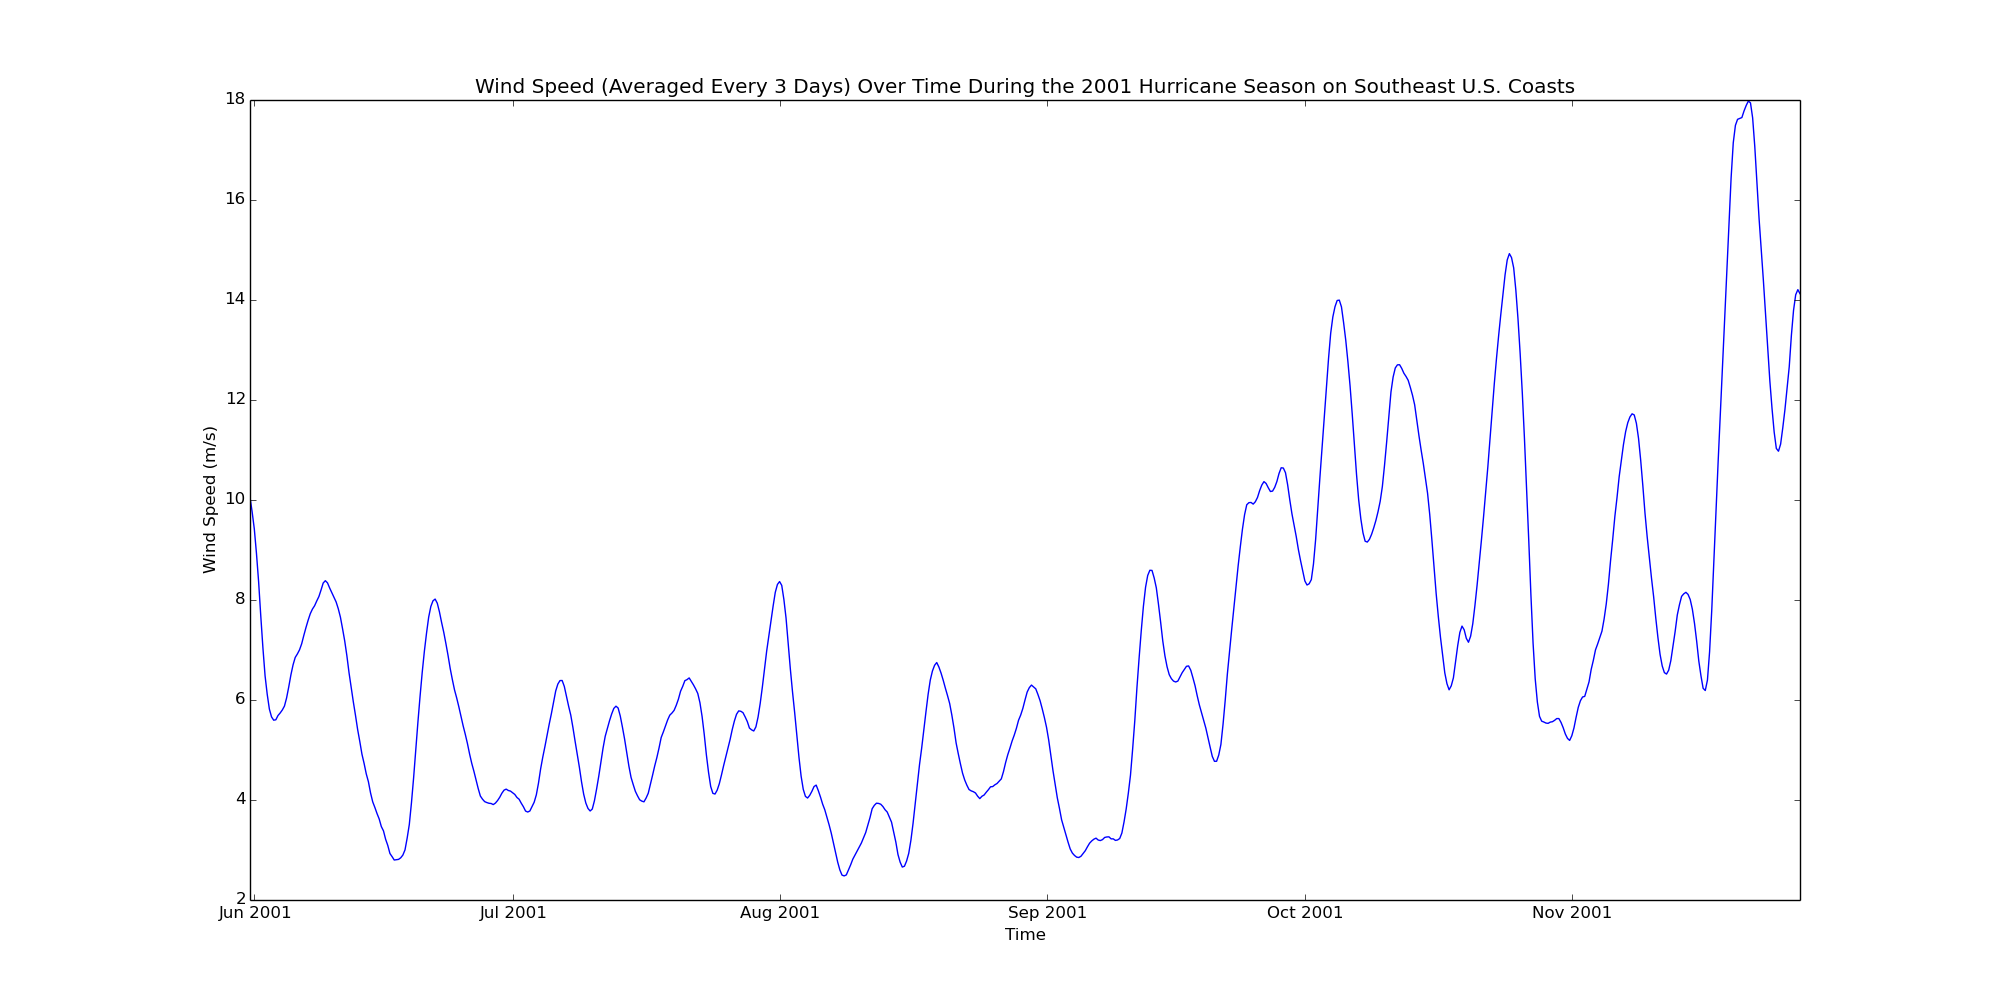 Wind Speed (Averaged Every 3 Days) Over Time During the 2001 Hurricane Season on Southeast U.S. Coasts
18
16
14
12
10
8
6
4
2
Wind Speed (m/s)
Jun 2001 Jul 2001 Aug 2001 Sep 2001 Oct 2001 Nov 2001
Time